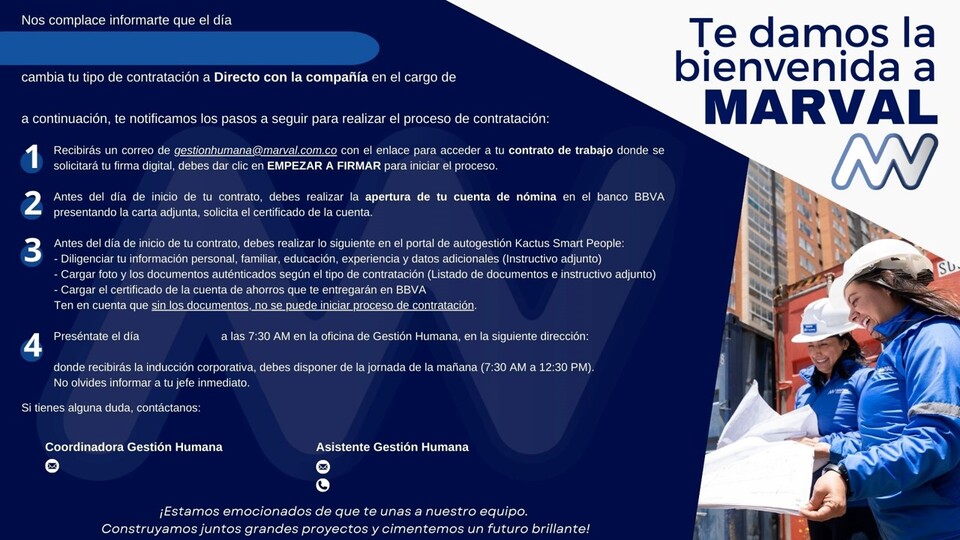 Nos complace informarte que el día
Te damos la
bienvenida a
MARVAL
cambia tu tipo de contratación a Directo con la compañía en el cargo de
a continuación, te notificamos los pasos a seguir para realizar el proceso de contratación:
1 Recibirás un correo de gestionhumana@marval.com.co con el enlace para acceder a tu contrato de trabajo donde se
solicitará tu firma digital, debes dar clic en EMPEZAR A FIRMAR para iniciar el proceso.
2 Antes del día de inicio de tu contrato, debes realizar la apertura de tu cuenta de nómina en el banco BBVA
presentando la carta adjunta, solicita el certificado de la cuenta.
3 Antes del día de inicio de tu contrato, debes realizar lo siguiente en el portal de autogestión Kactus Smart People:
- Diligenciar tu información personal, familiar, educación, experiencia y datos adicionales (Instructivo adjunto)
- Cargar foto y los documentos auténticados según el tipo de contratación (Listado de documentos e instructivo adjunto)
- Cargar el certificado de la cuenta de ahorros que te entregarán en BBVA
Ten en cuenta que sin los documentos, no se puede iniciar proceso de contratación.
4 Preséntate el día a las 7:30 AM en la oficina de Gestión Humana, en la siguiente dirección:
donde recibirás la inducción corporativa, debes disponer de la jornada de la mañana (7:30 AM a 12:30 PM).
No olvides informar a tu jefe inmediato.
Si tienes alguna duda, contáctanos:
Coordinadora Gestión Humana
Asistente Gestión Humana
¡Estamos emocionados de que te unas a nuestro equipo.
Construyamos juntos grandes proyectos y cimentemos un futuro brillante!